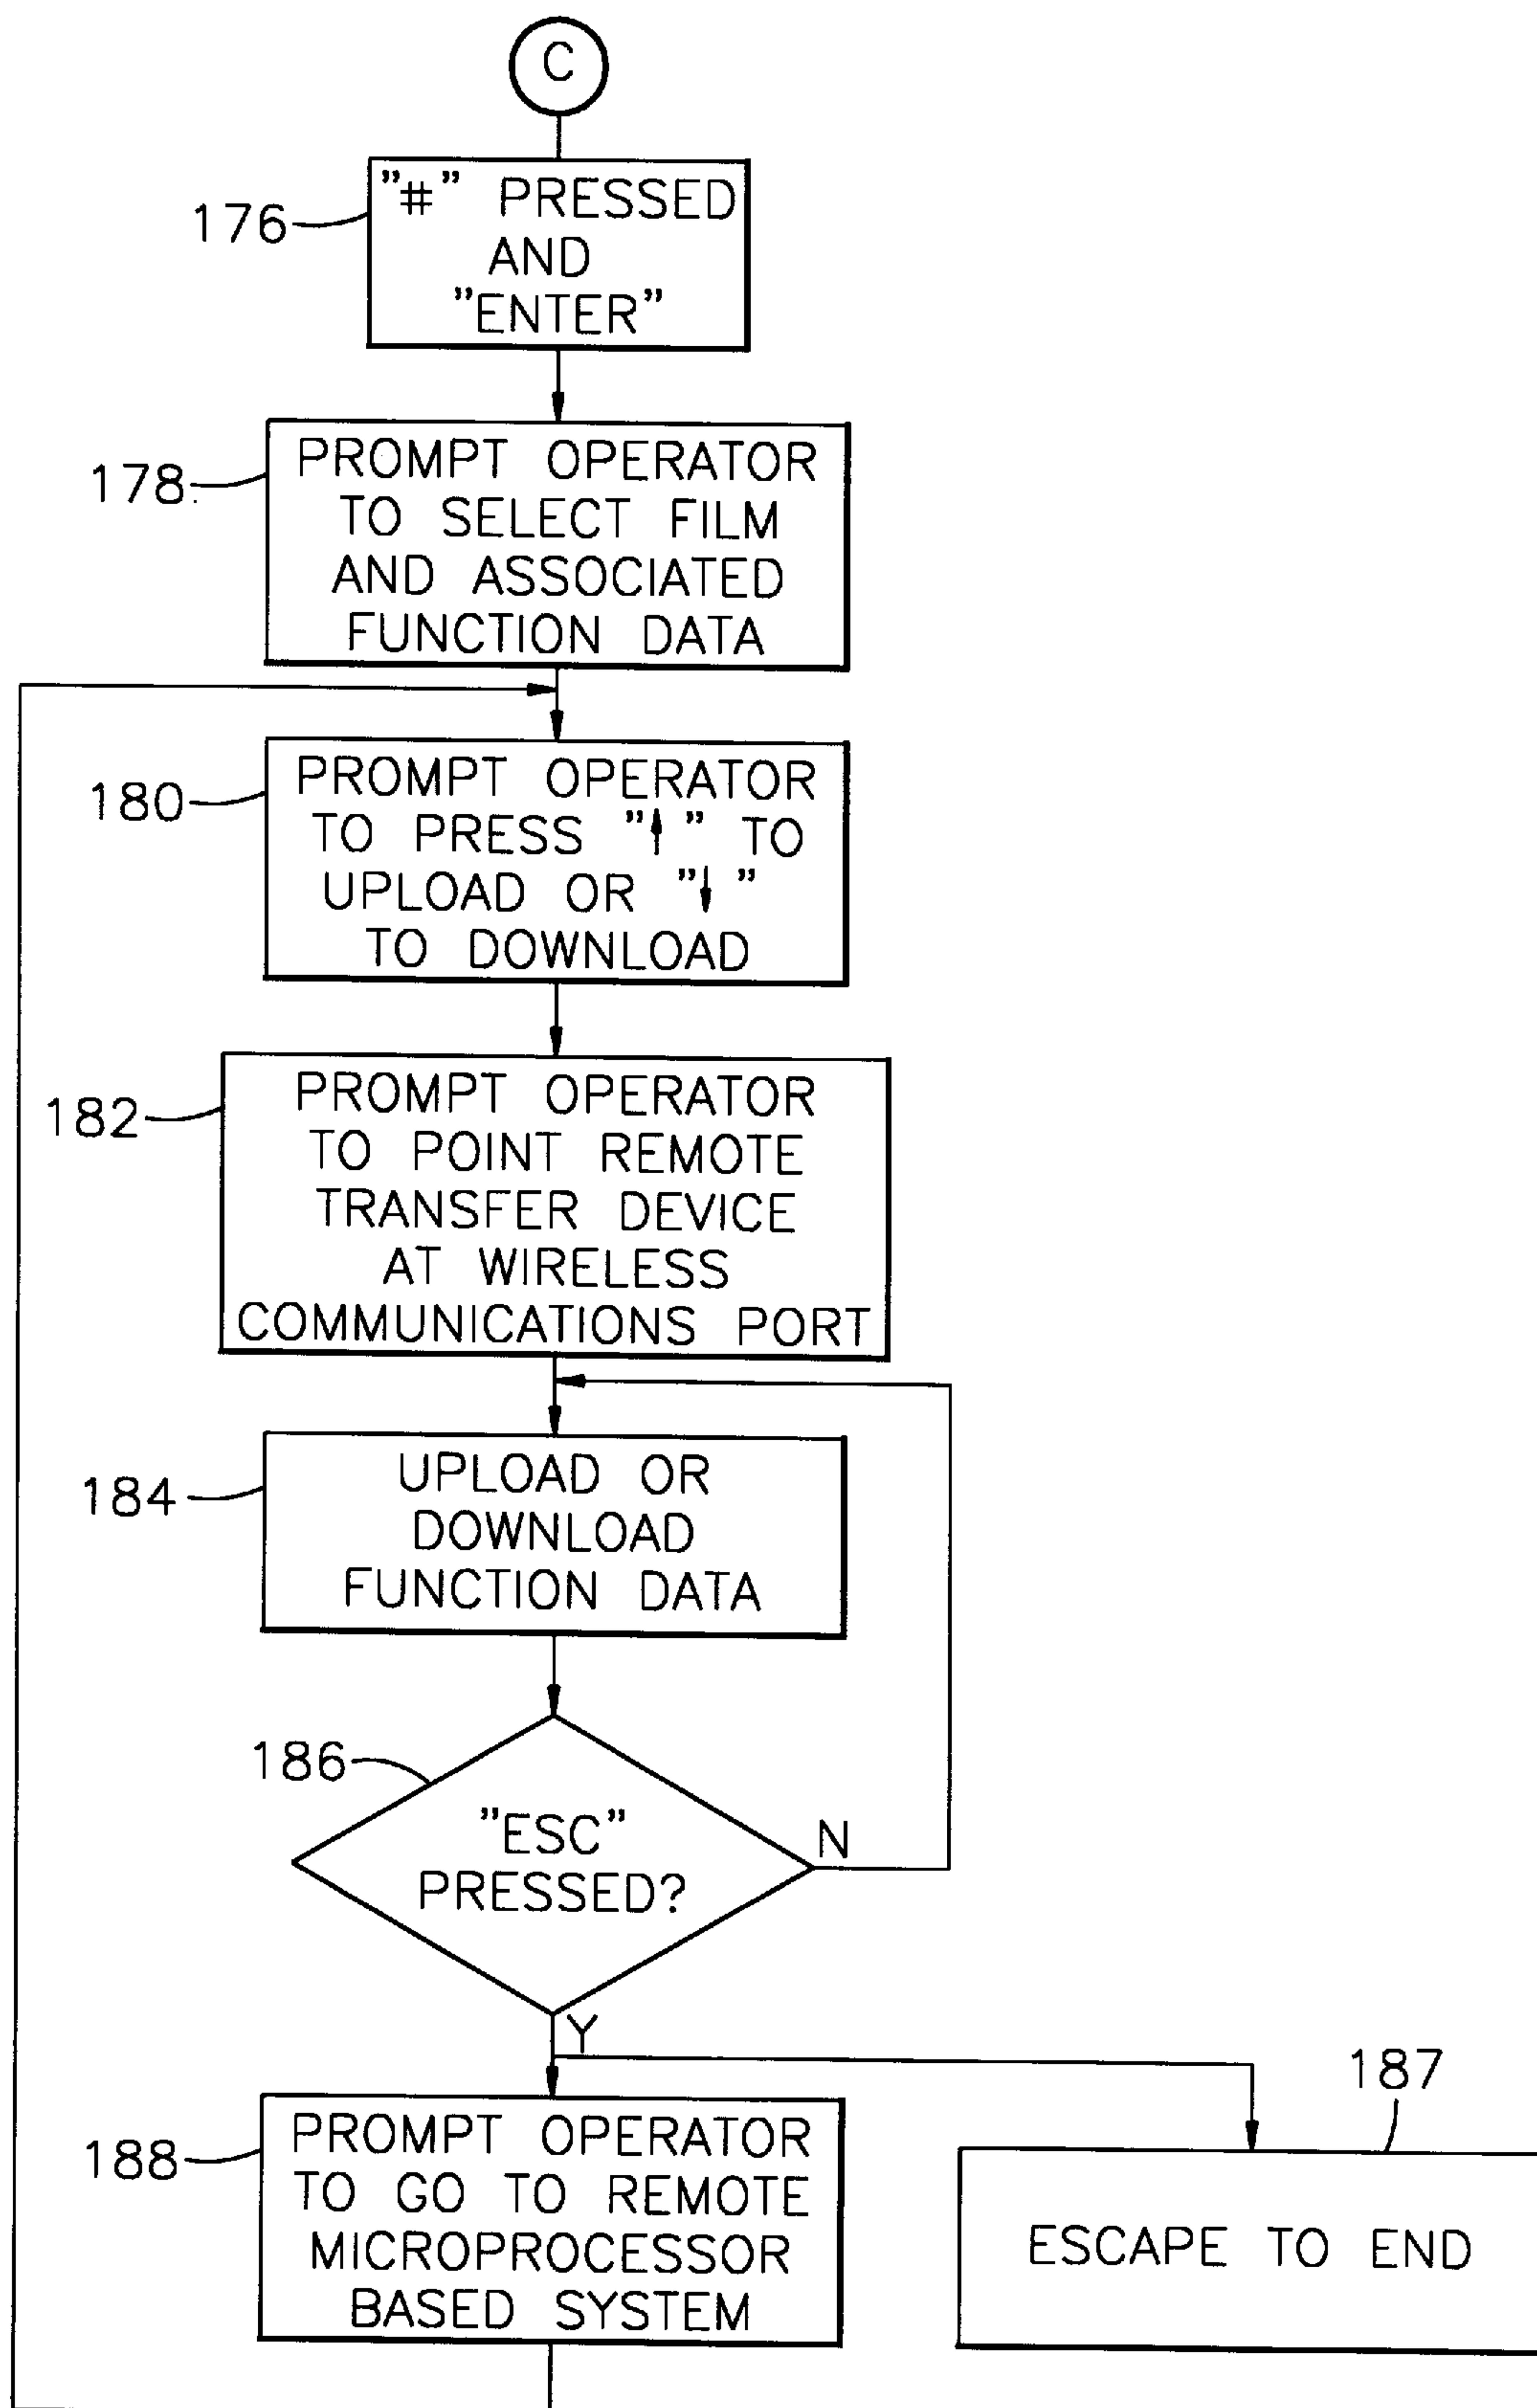 C
176
"#" PRESSED
AND
"ENTER"
178
PROMPT OPERATOR
TO SELECT FILM
AND ASSOCIATED
FUNCTION DATA
180
PROMPT OPERATOR
TO PRESS "↑" TO
UPLOAD OR "↓"
TO DOWNLOAD
182
PROMPT OPERATOR
TO POINT REMOTE
TRANSFER DEVICE
AT WIRELESS
COMMUNICATIONS PORT
184
UPLOAD OR
DOWNLOAD
FUNCTION DATA
186
"ESC"
PRESSED?
N
Y
188
PROMPT OPERATOR
TO GO TO REMOTE
MICROPROCESSOR
BASED SYSTEM
187
ESCAPE TO END